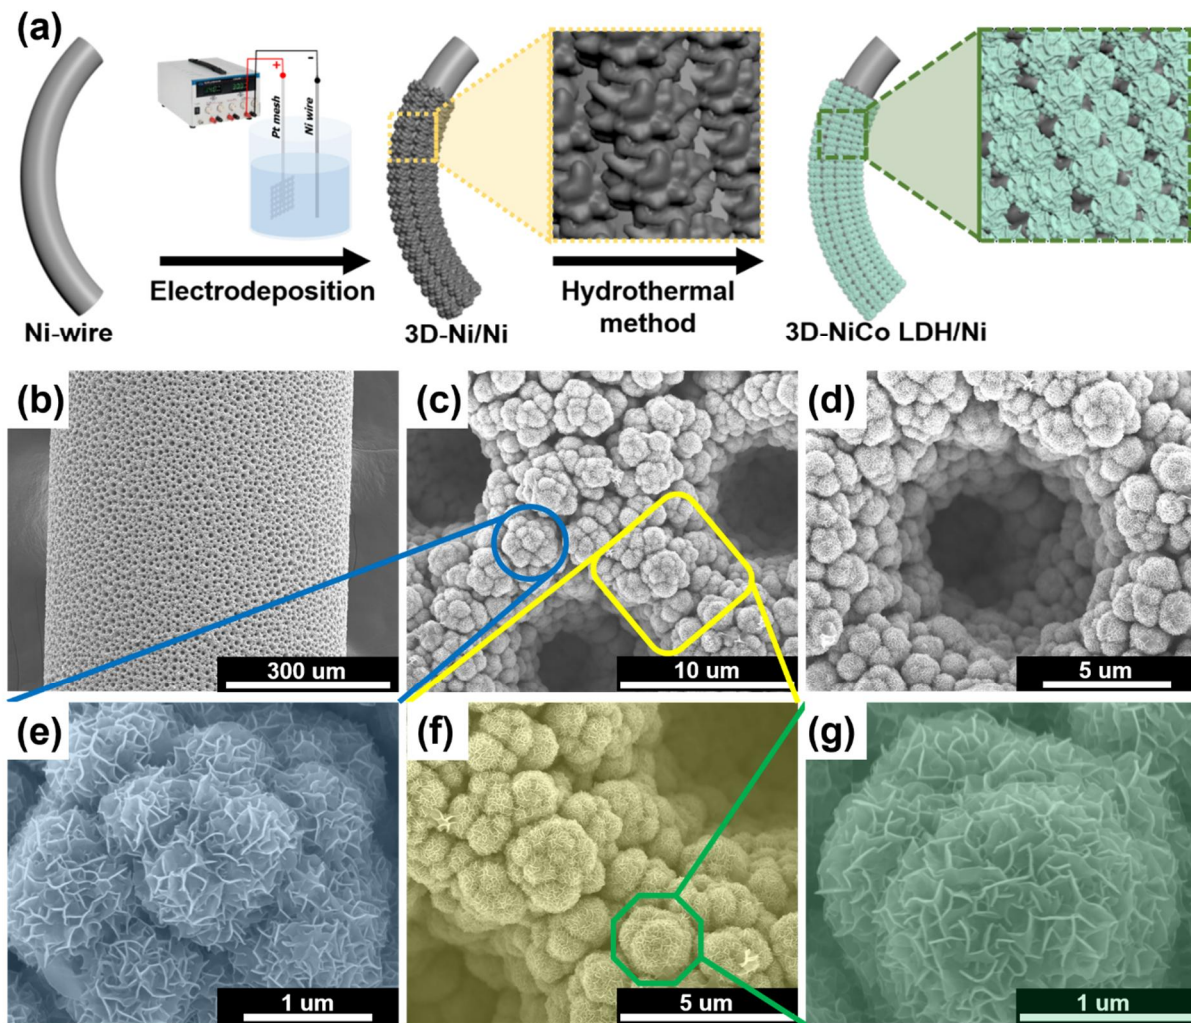 (a)
+
-
Pt mesh
Ni wire
Electrodeposition
Hydrothermal
method
Ni-wire
3D-Ni/Ni
3D-NiCo LDH/Ni
(b)
300 um
(c)
10 um
(d)
5 um
(e)
1 um
(f)
5 um
(g)
1 um